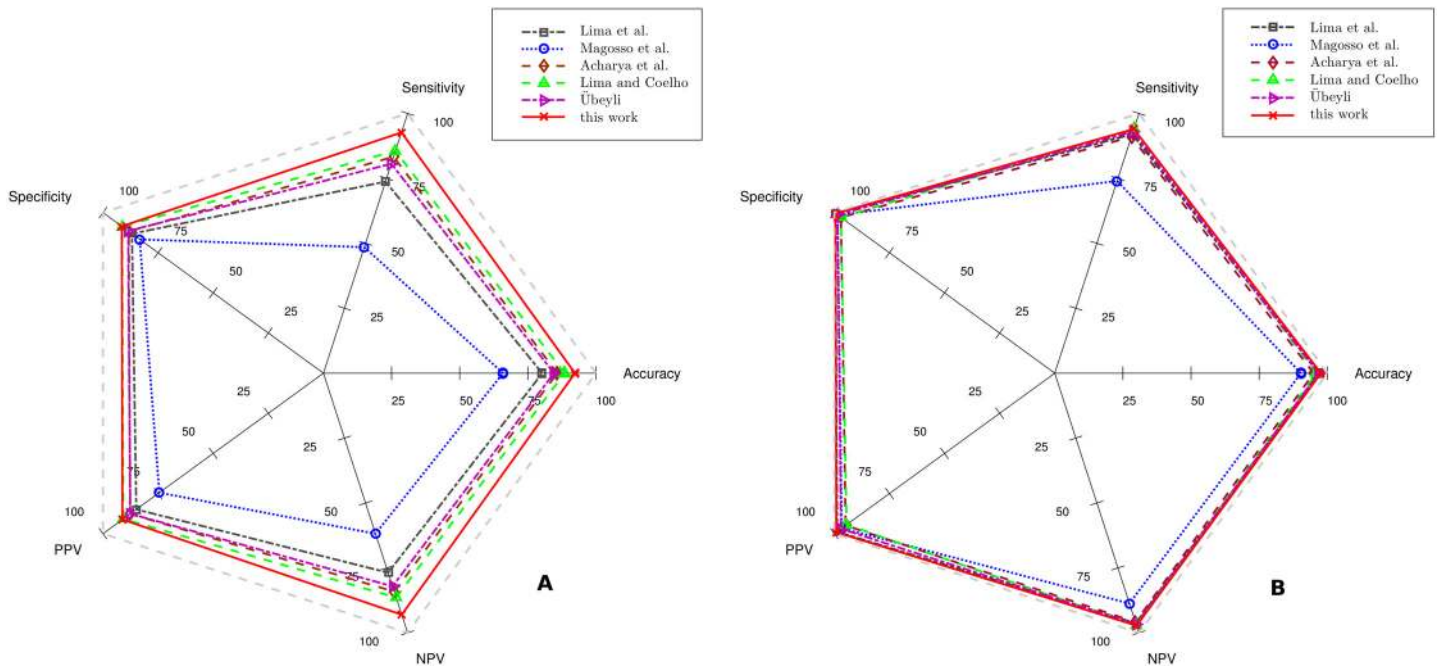 Lima et al.
Magosso et al.
Acharya et al.
Lima and Coelho
Übeyli
this work
Sensitivity
100
75
50
25
Specificity
100
75
50
25
Accuracy
25
50
75
100
25
50
75
100
PPV
25
50
75
100
NPV
A
Lima et al.
Magosso et al.
Acharya et al.
Lima and Coelho
Übeyli
this work
Sensitivity
100
75
50
25
Specificity
100
75
50
25
Accuracy
25
50
75
100
25
50
75
100
PPV
25
50
75
100
NPV
B